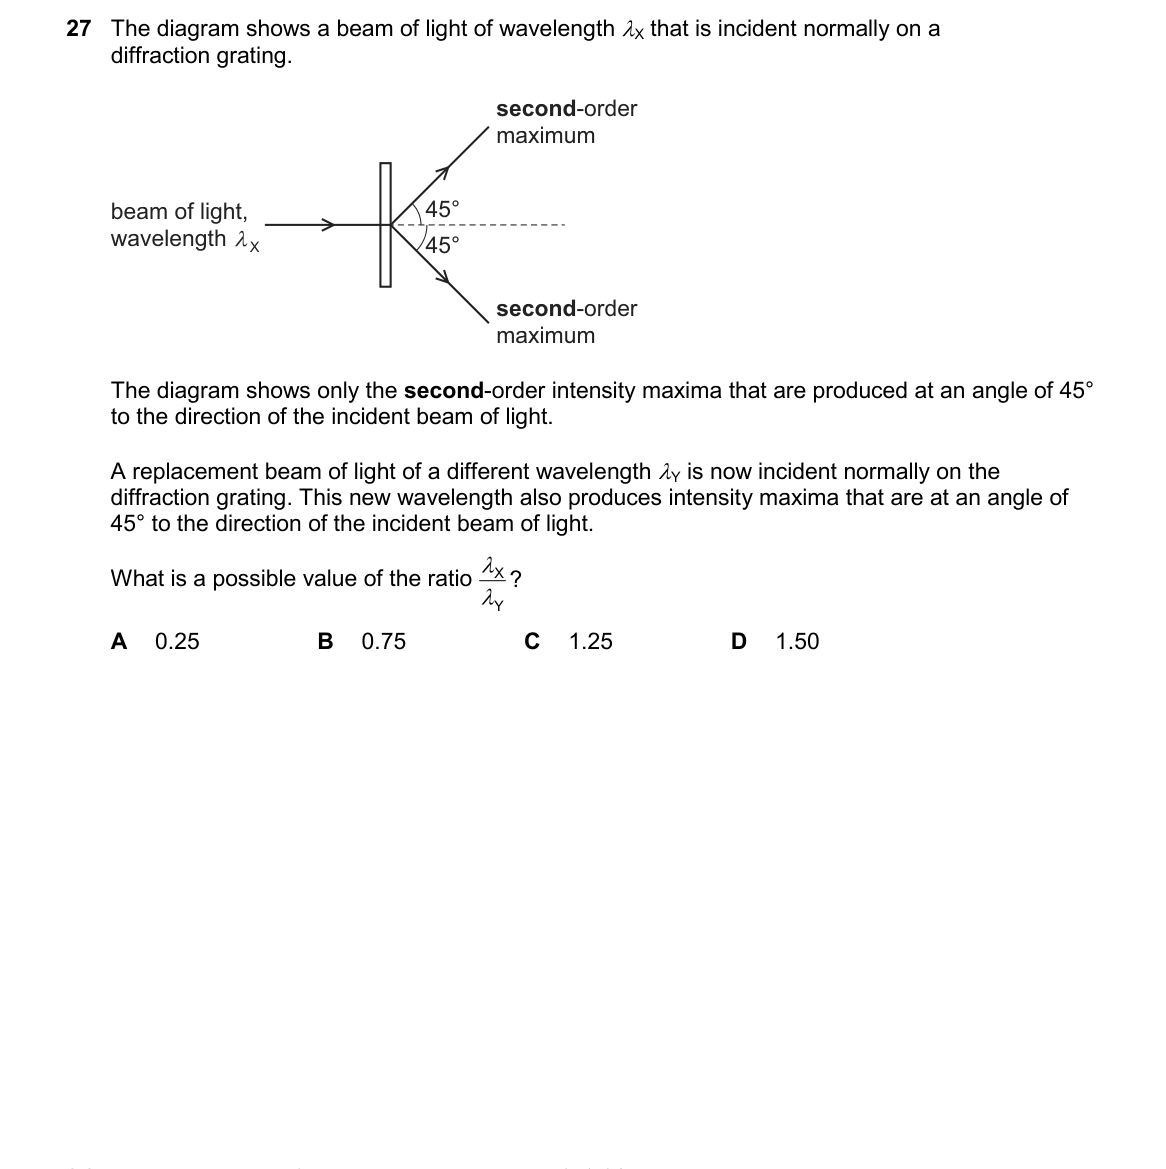 27 The diagram shows a beam of light of wavelength λX that is incident normally on a
diffraction grating.
second-order
maximum
45°
beam of light,
wavelength λX
45°
second-order
maximum
The diagram shows only the second-order intensity maxima that are produced at an angle of 45°
to the direction of the incident beam of light.
A replacement beam of light of a different wavelength λY is now incident normally on the
diffraction grating. This new wavelength also produces intensity maxima that are at an angle of
45° to the direction of the incident beam of light.
What is a possible value of the ratio λX/λY?
A 0.25 B 0.75 C 1.25 D 1.50